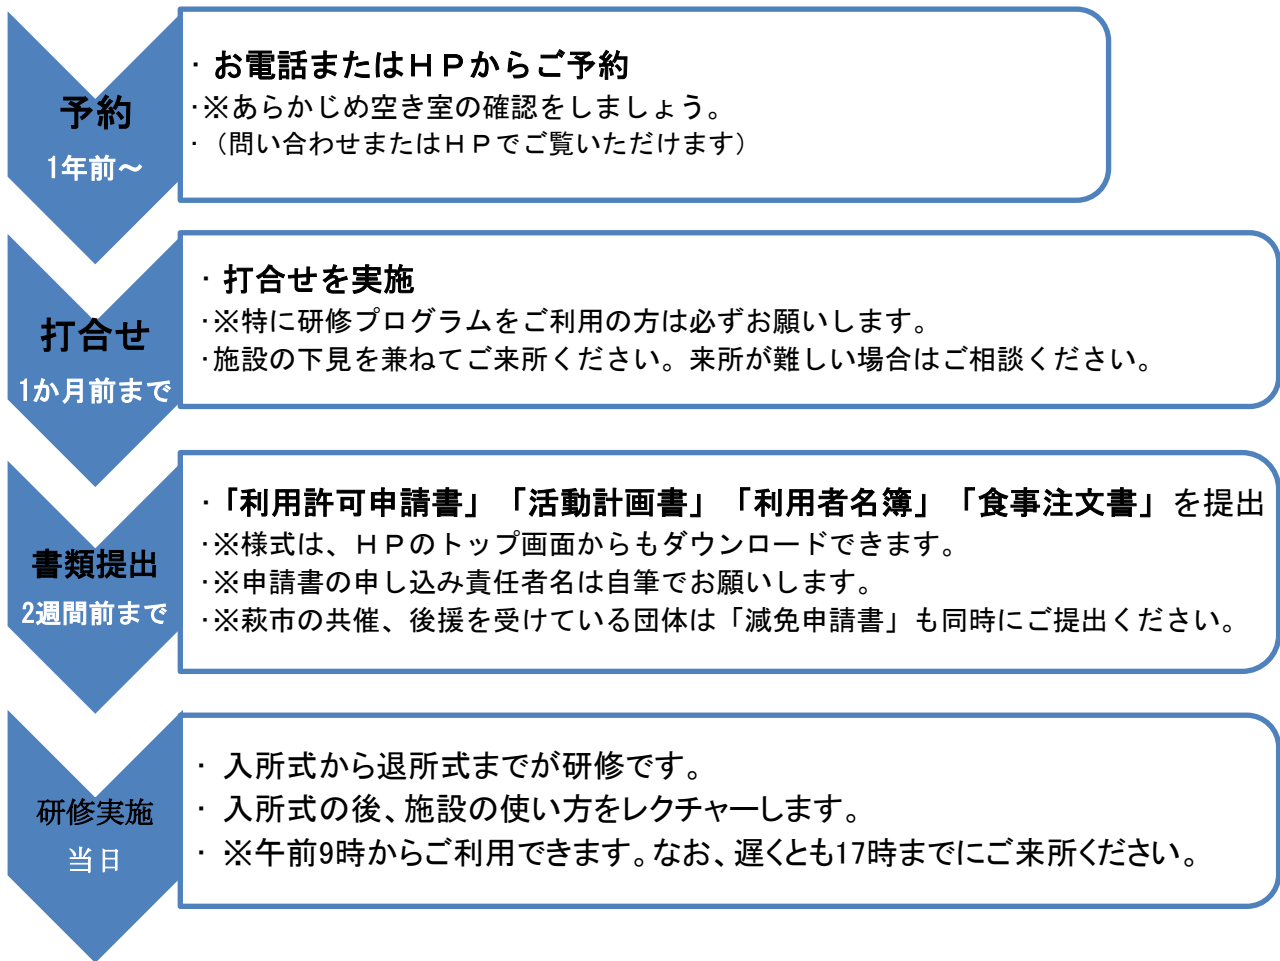 予約
1年前～
・お電話またはＨＰからご予約
・※あらかじめ空き室の確認をしましょう。
・（問い合わせまたはＨＰでご覧いただけます）
打合せ
1か月前まで
・打合せを実施
・※特に研修プログラムをご利用の方は必ずお願いします。
・施設の下見を兼ねてご来所ください。来所が難しい場合はご相談ください。
書類提出
2週間前まで
・「利用許可申請書」「活動計画書」「利用者名簿」「食事注文書」を提出
・※様式は、ＨＰのトップ画面からもダウンロードできます。
・※申請書の申し込み責任者名は自筆でお願いします。
・※萩市の共催、後援を受けている団体は「減免申請書」も同時にご提出ください。
研修実施
当日
・ 入所式から退所式までが研修です。
・ 入所式の後、施設の使い方をレクチャーします。
・ ※午前9時からご利用できます。なお、遅くとも17時までにご来所ください。